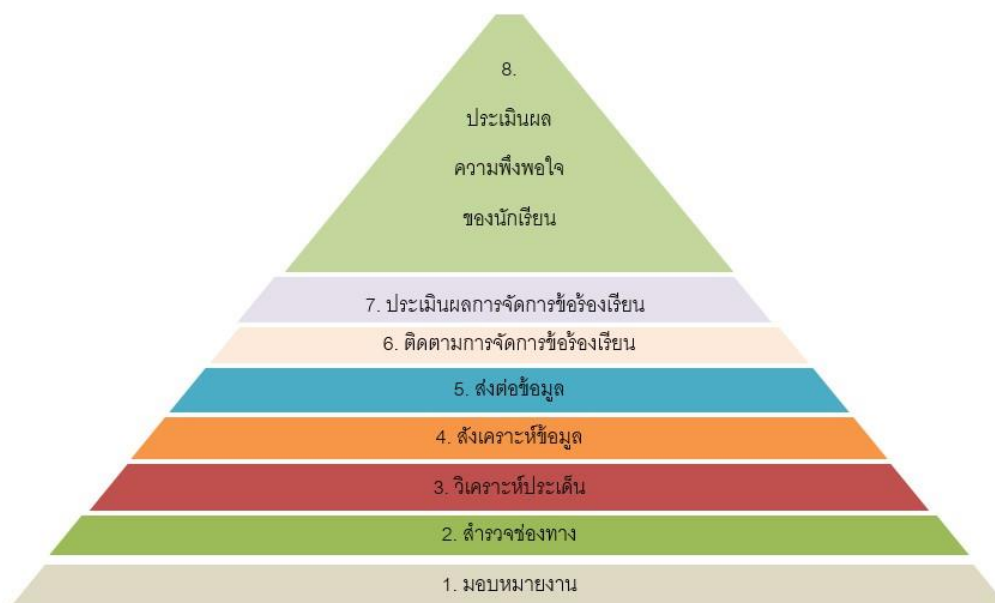 8.
ประเมินผล
ความพึงพอใจ
ของนักเรียน
7. ประเมินผลการจัดการข้อร้องเรียน
6. ติดตามการจัดการข้อร้องเรียน
5. ส่งต่อข้อมูล
4. สังเคราะห์ข้อมูล
3. วิเคราะห์ประเด็น
2. สำรวจช่องทาง
1. มอบหมายงาน